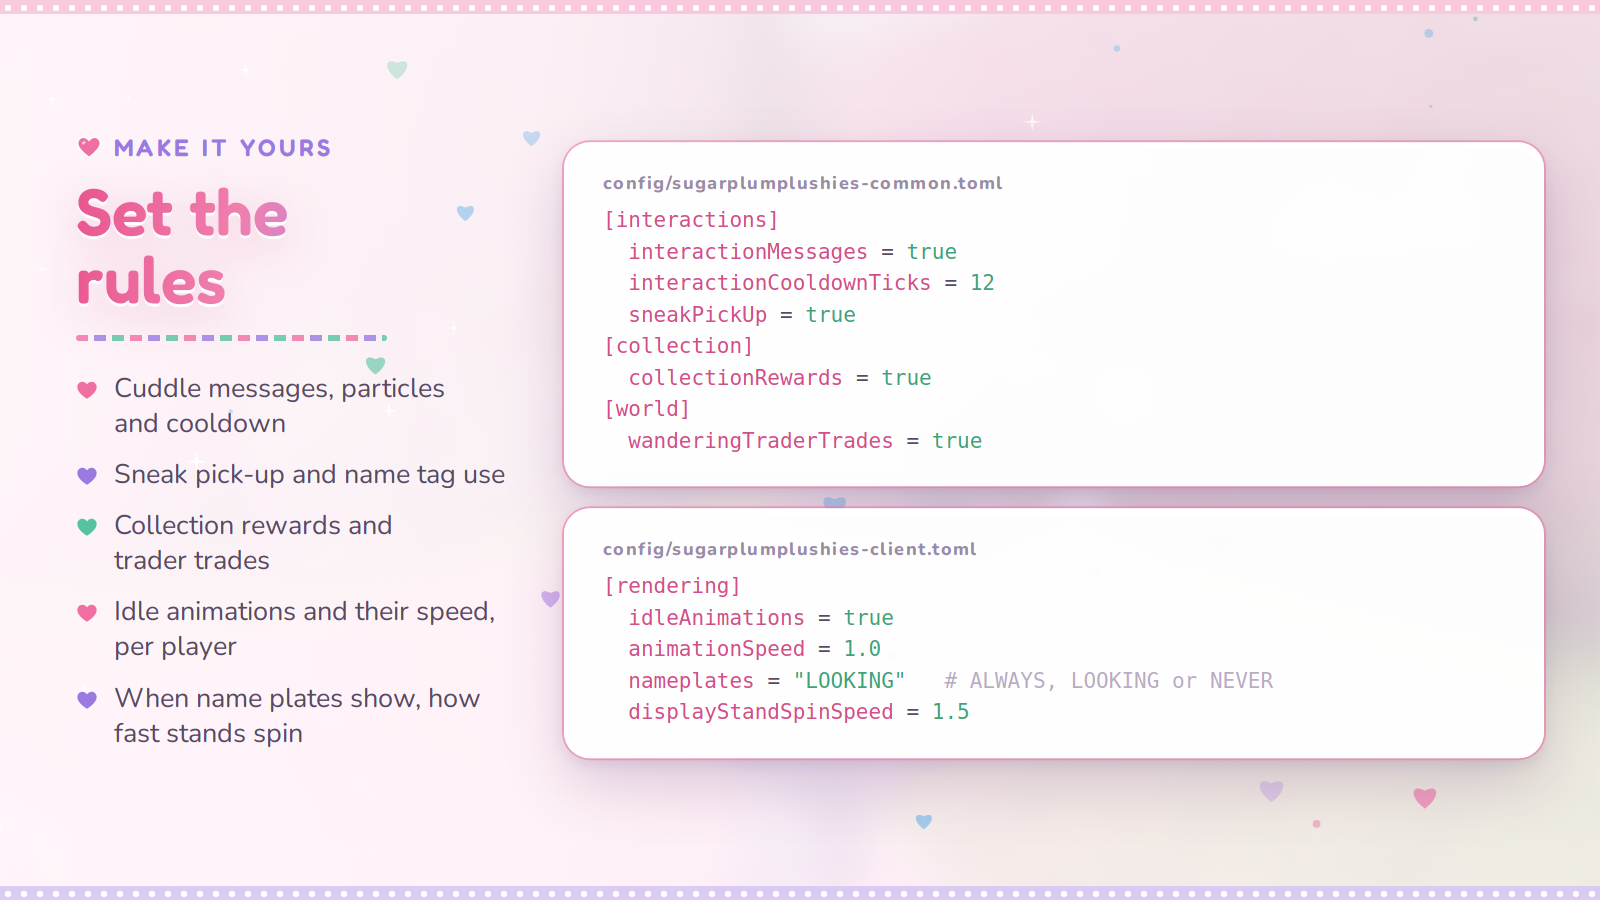 MAKE IT YOURS
Set the
rules
Cuddle messages, particles
and cooldown
Sneak pick-up and name tag use
Collection rewards and
trader trades
Idle animations and their speed,
per player
When name plates show, how
fast stands spin
config/sugarplumplushies-common.toml
[interactions]
  interactionMessages = true
  interactionCooldownTicks = 12
  sneakPickUp = true
[collection]
  collectionRewards = true
[world]
  wanderingTraderTrades = true
config/sugarplumplushies-client.toml
[rendering]
  idleAnimations = true
  animationSpeed = 1.0
  nameplates = "LOOKING"   # ALWAYS, LOOKING or NEVER
  displayStandSpinSpeed = 1.5